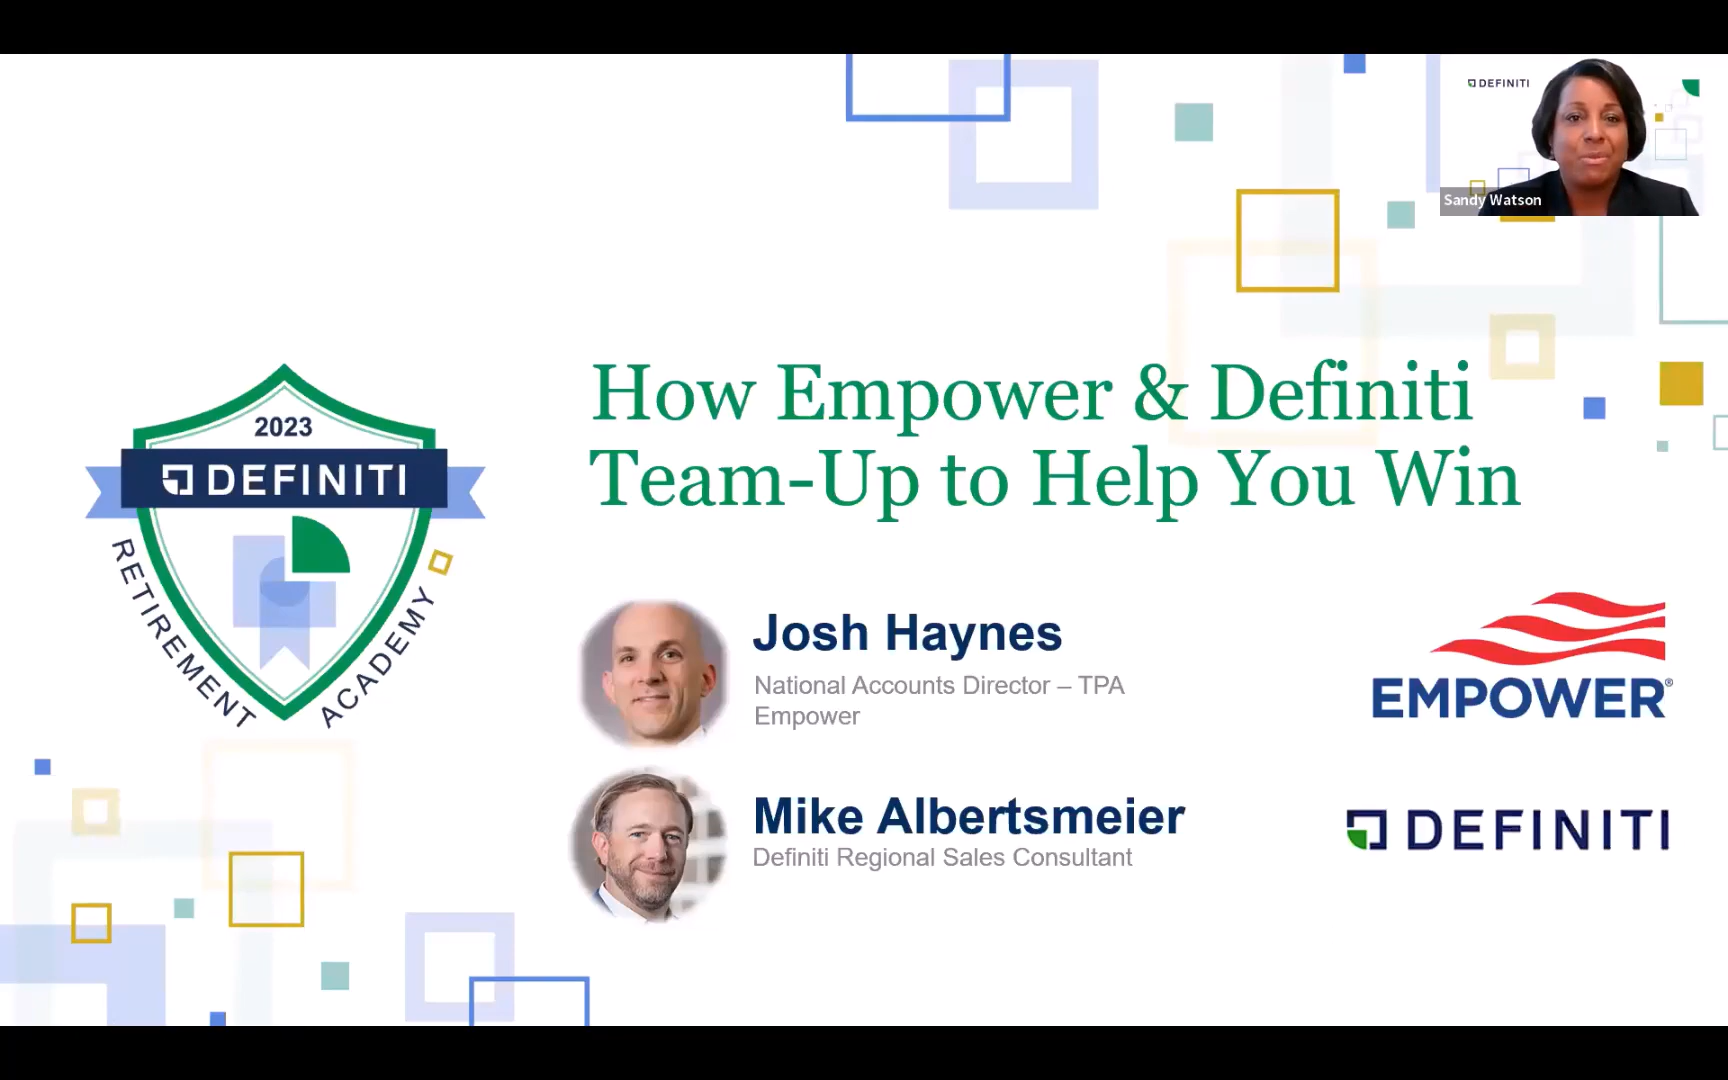 DEFINITI
Sandy Watson
How Empower & Definiti
Team-Up to Help You Win
2023
DEFINITI
RETIREMENT ACADEMY
Josh Haynes
National Accounts Director – TPA
Empower
EMPOWER®
Mike Albertsmeier
Definiti Regional Sales Consultant
DEFINITI